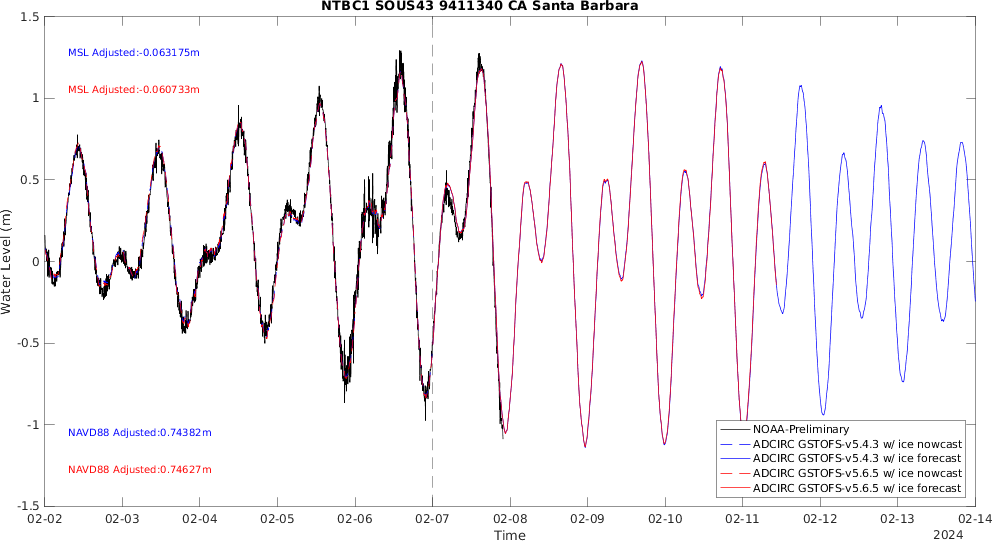 NTBC1 SOUS43 9411340 CA Santa Barbara
1.5
1
0.5
0
-0.5
-1
-1.5
Water Level (m)
MSL Adjusted:-0.063175m
MSL Adjusted:-0.060733m
NAVD88 Adjusted:0.74382m
NAVD88 Adjusted:0.74627m
NOAA-Preliminary
ADCIRC GSTOFS-v5.4.3 w/ ice nowcast
ADCIRC GSTOFS-v5.4.3 w/ ice forecast
ADCIRC GSTOFS-v5.6.5 w/ ice nowcast
ADCIRC GSTOFS-v5.6.5 w/ ice forecast
02-02 02-03 02-04 02-05 02-06 02-07 02-08 02-09 02-10 02-11 02-12 02-13 02-14
Time
2024